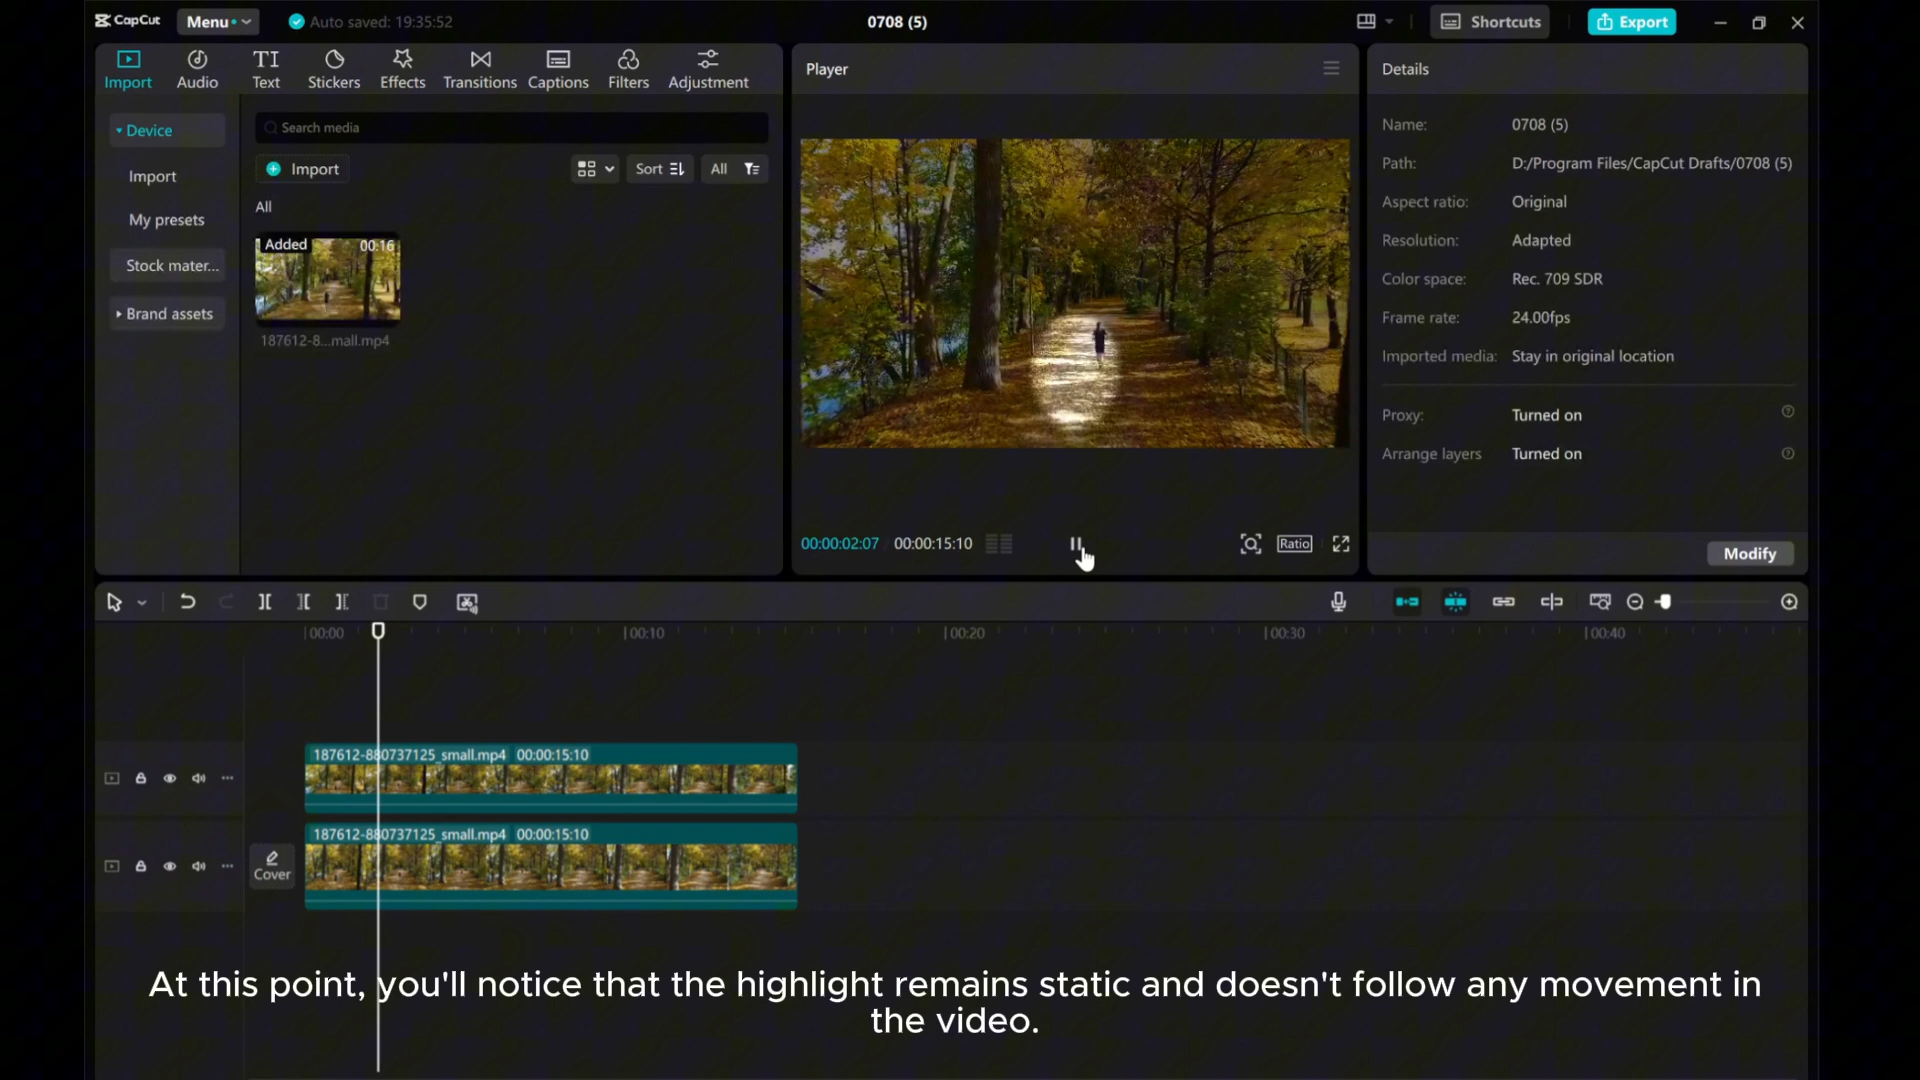 CapCut
Menu
Auto saved: 19:35:52
0708 (5)
Shortcuts
Export
Import
Audio
Text
Stickers
Effects
Transitions
Captions
Filters
Adjustment
Player
Details
Device
Import
My presets
Stock mater...
Brand assets
Search media
Import
Sort
All
All
Added
00:16
187612-8...mall.mp4
00:00:02:07
00:00:15:10
Ratio
Name: 0708 (5)
Path: D:/Program Files/CapCut Drafts/0708 (5)
Aspect ratio: Original
Resolution: Adapted
Color space: Rec. 709 SDR
Frame rate: 24.00fps
Imported media: Stay in original location
Proxy: Turned on
Arrange layers Turned on
Modify
00:00
00:10
00:20
00:30
00:40
187612-880737125_small.mp4 00:00:15:10
187612-880737125_small.mp4 00:00:15:10
Cover
At this point, you'll notice that the highlight remains static and doesn't follow any movement in
the video.